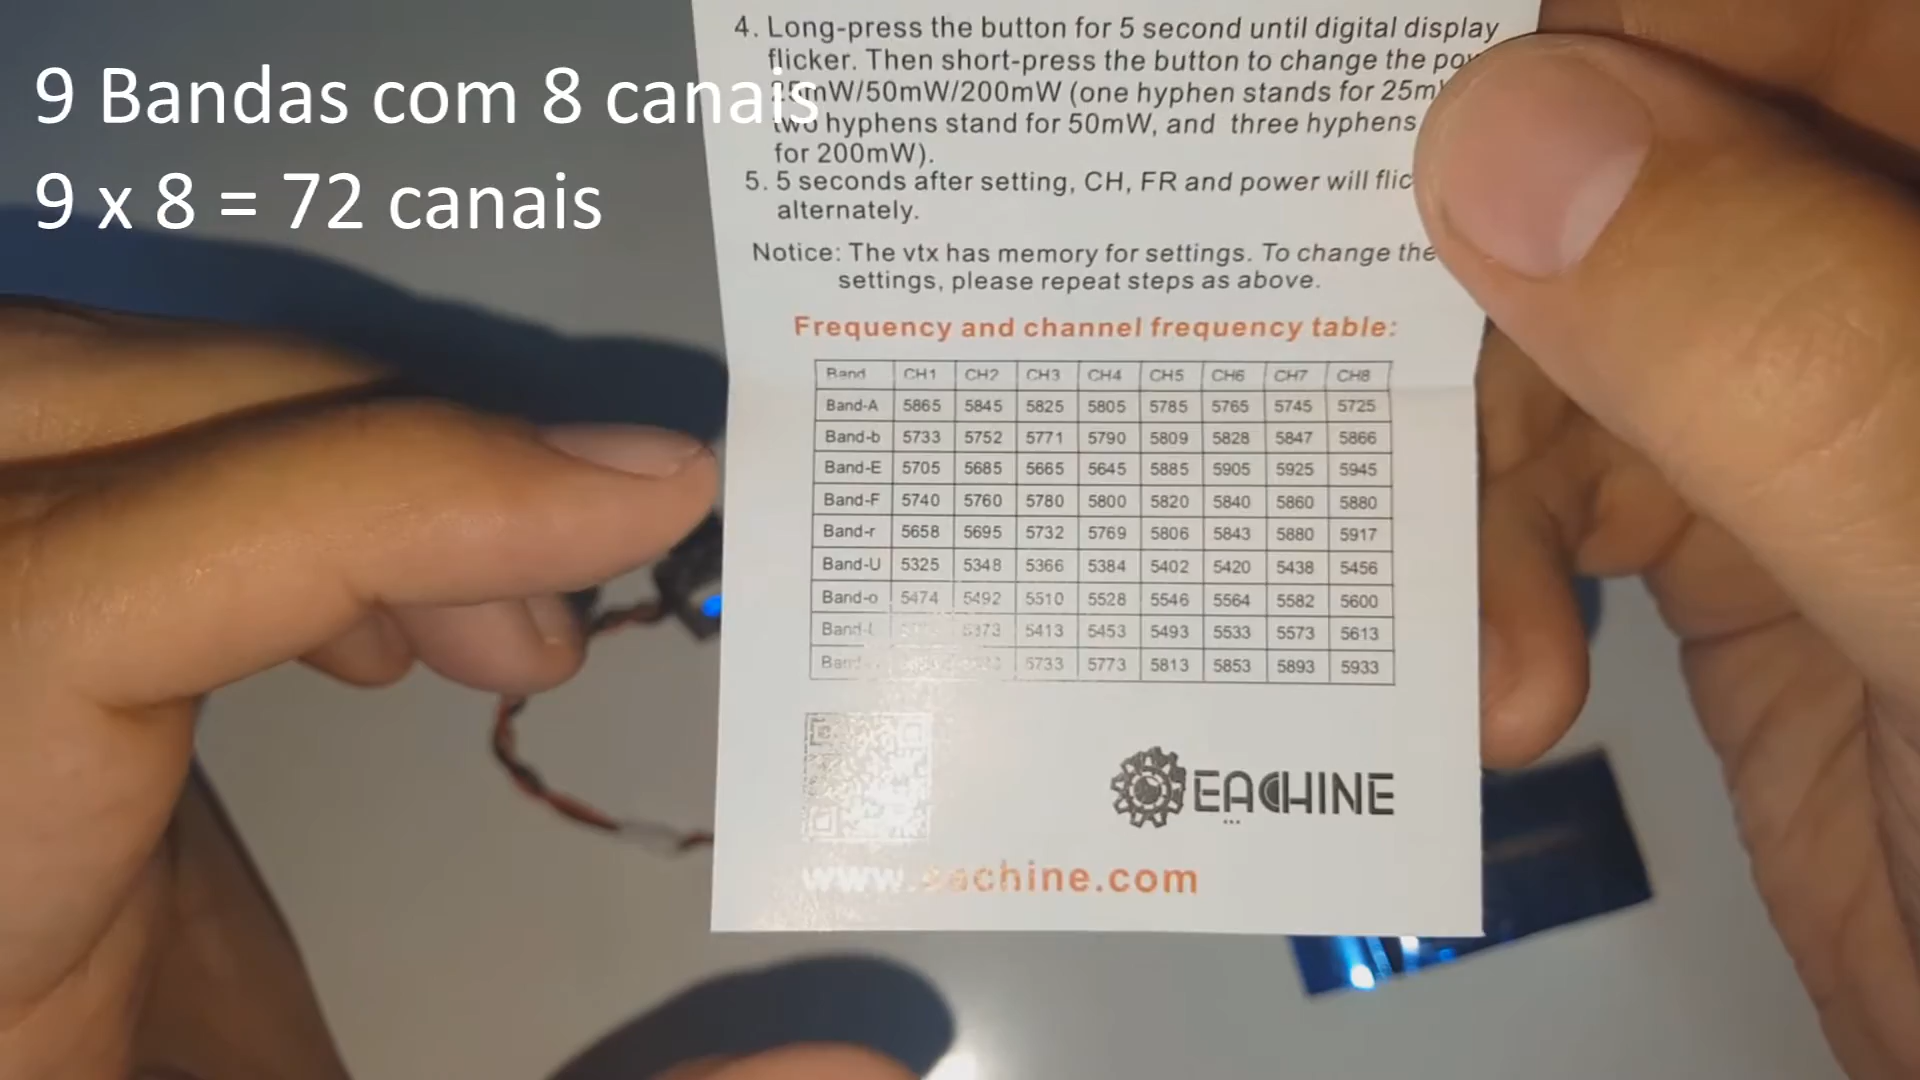 9 Bandas com 8 canais
9 x 8 = 72 canais
4. Long-press the button for 5 second until digital display
flicker. Then short-press the button to change the
25mW/50mW/200mW (one hyphen stands for 25m
two hyphens stand for 50mW, and three hyphens
for 200mW).
5. 5 seconds after setting, CH, FR and power will flic
alternately.
Notice: The vtx has memory for settings. To change the
settings, please repeat steps as above.
Frequency and channel frequency table:
Band CH1 CH2 CH3 CH4 CH5 CH6 CH7 CH8
Band-A 5865 5845 5825 5805 5785 5765 5745 5725
Band-b 5733 5752 5771 5790 5809 5828 5847 5866
Band-E 5705 5685 5665 5645 5885 5905 5925 5945
Band-F 5740 5760 5780 5800 5820 5840 5860 5880
Band-r 5658 5695 5732 5769 5806 5843 5880 5917
Band-U 5325 5348 5366 5384 5402 5420 5438 5456
Band-o 5474 5492 5510 5528 5546 5564 5582 5600
Band-L 5373 5413 5453 5493 5533 5573 5613
Band 5733 5773 5813 5853 5893 5933
EACHINE
www.eachine.com